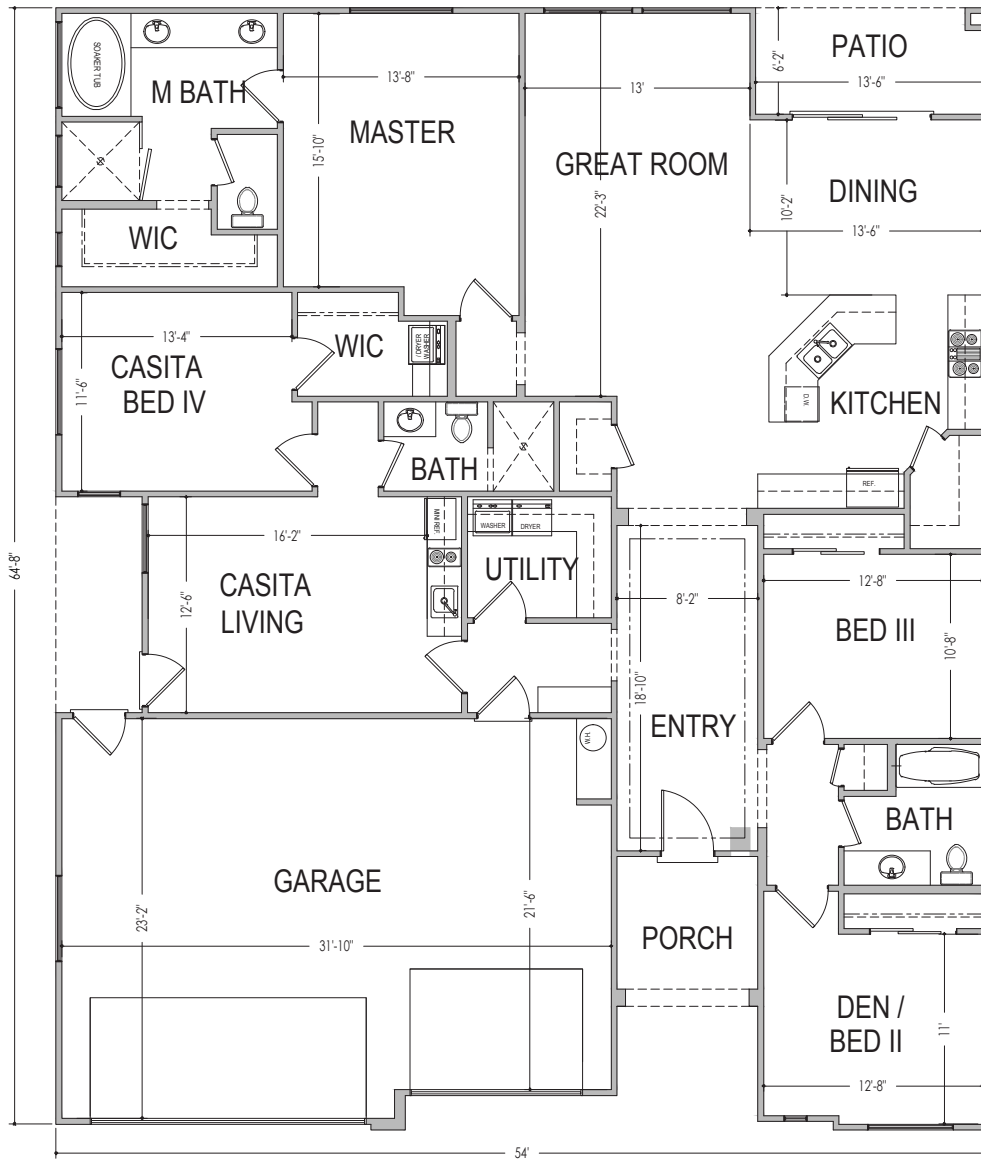 SOAKER TUB
M BATH
13'-8"
MASTER
15'-10"
13'
GREAT ROOM
22'-3"
PATIO
6'-2"
13'-6"
DINING
10'-2"
13'-6"
WIC
13'-4"
CASITA
BED IV
11'-6"
WIC
/DRYER
WASHER
BATH
D.W.
KITCHEN
REF.
64'-8"
16'-2"
CASITA
LIVING
12'-6"
MINI REF.
WASHER
DRYER
UTILITY
8'-2"
18'-10"
ENTRY
12'-8"
BED III
10'-8"
W.H.
BATH
GARAGE
23'-2"
31'-10"
21'-6"
PORCH
DEN /
BED II
11'
12'-8"
54'